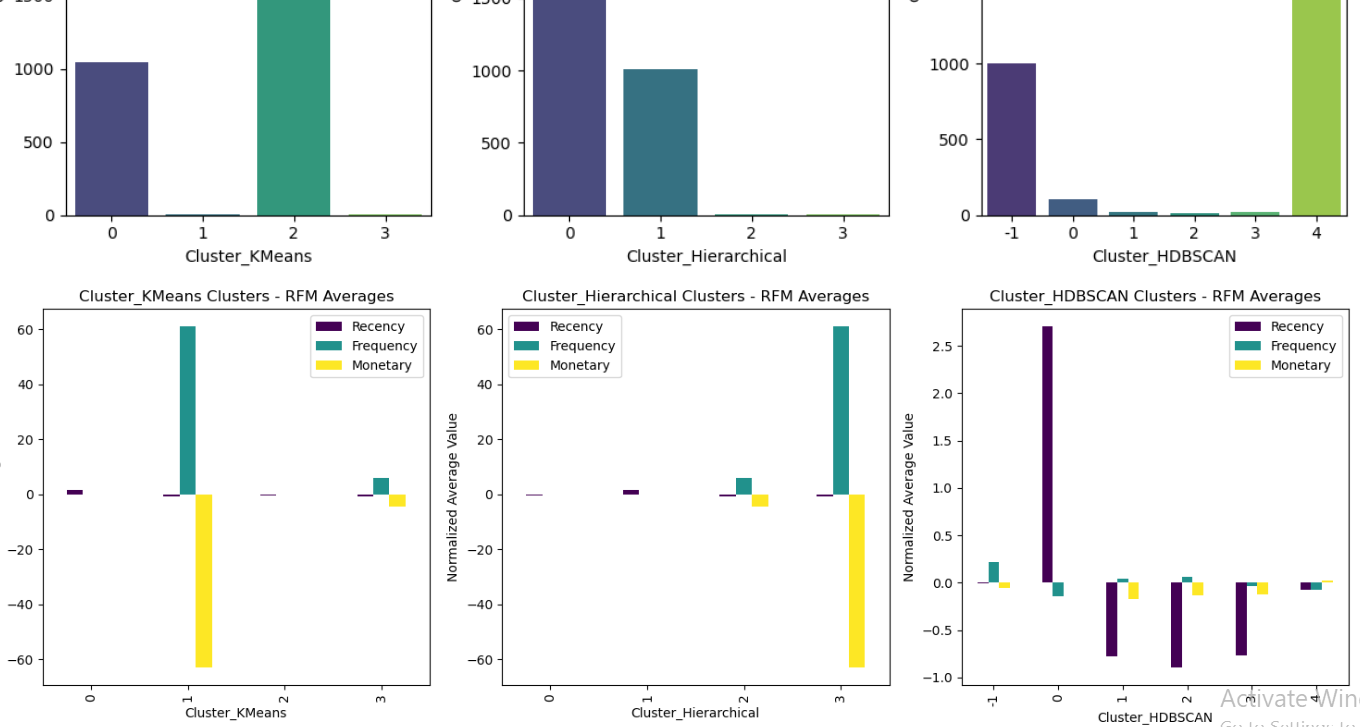 1500
1000
500
0
0 1 2 3
Cluster_KMeans
1500
1000
500
0
0 1 2 3
Cluster_Hierarchical
1000
500
0
-1 0 1 2 3 4
Cluster_HDBSCAN
Cluster_KMeans Clusters - RFM Averages
Recency
Frequency
Monetary
60
40
20
0
−20
−40
−60
0 1 2 3
Cluster_KMeans
Cluster_Hierarchical Clusters - RFM Averages
Recency
Frequency
Monetary
Normalized Average Value
60
40
20
0
−20
−40
−60
0 1 2 3
Cluster_Hierarchical
Cluster_HDBSCAN Clusters - RFM Averages
Recency
Frequency
Monetary
Normalized Average Value
2.5
2.0
1.5
1.0
0.5
0.0
−0.5
−1.0
-1 0 1 2 3 4
Cluster_HDBSCAN
Activate Win